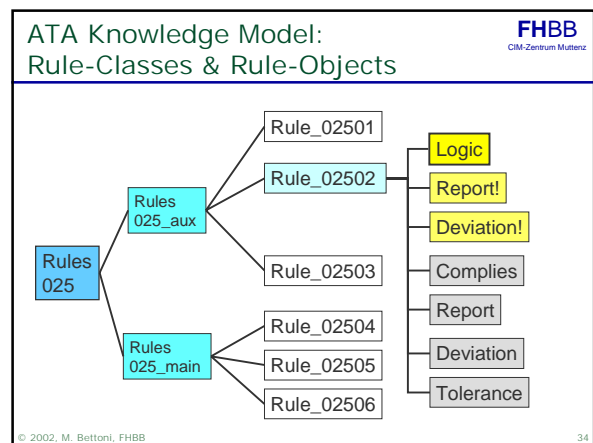 ATA Knowledge Model:
Rule-Classes & Rule-Objects
FHBB
CIM-Zentrum Muttenz
Rules
025
Rules
025_aux
Rules
025_main
Rule_02501
Rule_02502
Rule_02503
Rule_02504
Rule_02505
Rule_02506
Logic
Report!
Deviation!
Complies
Report
Deviation
Tolerance
© 2002, M. Bettoni, FHBB
34